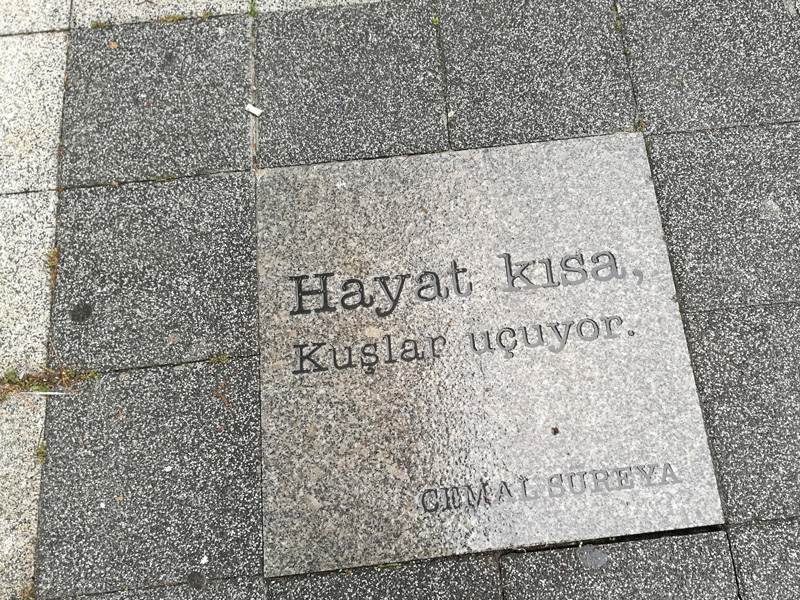 Hayat kısa,
Kuşlar uçuyor.
CEMAL SÜREYA